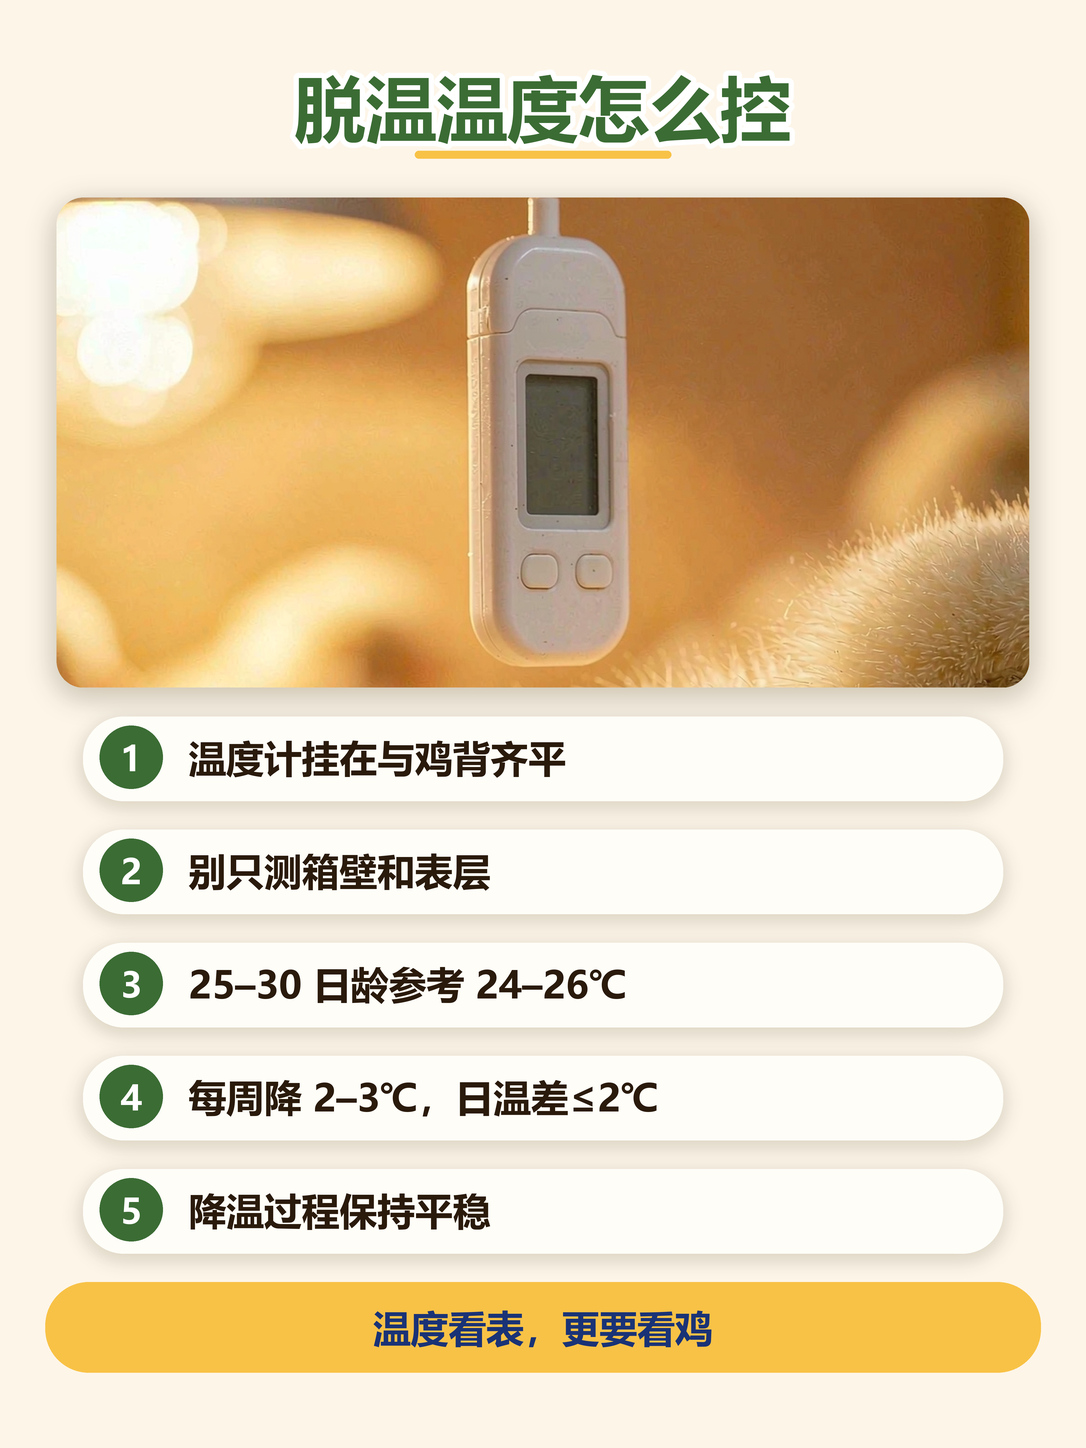 脱温温度怎么控
1 温度计挂在与鸡背齐平
2 别只测箱壁和表层
3 25–30 日龄参考 24–26℃
4 每周降 2–3℃，日温差≤2℃
5 降温过程保持平稳
温度看表，更要看鸡